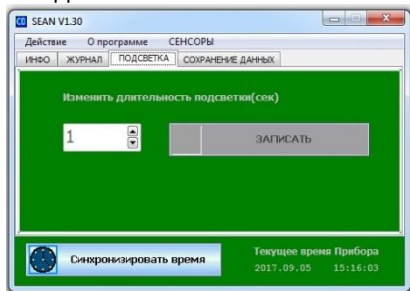 SEAN V1.30
Действие О программе СЕНСОРЫ
ИНФО ЖУРНАЛ ПОДСВЕТКА СОХРАНЕНИЕ ДАННЫХ
Изменить длительность подсветки(сек)
1 ЗАПИСАТЬ
Синхронизировать время
Текущее время Прибора
2017.09.05 15:16:03